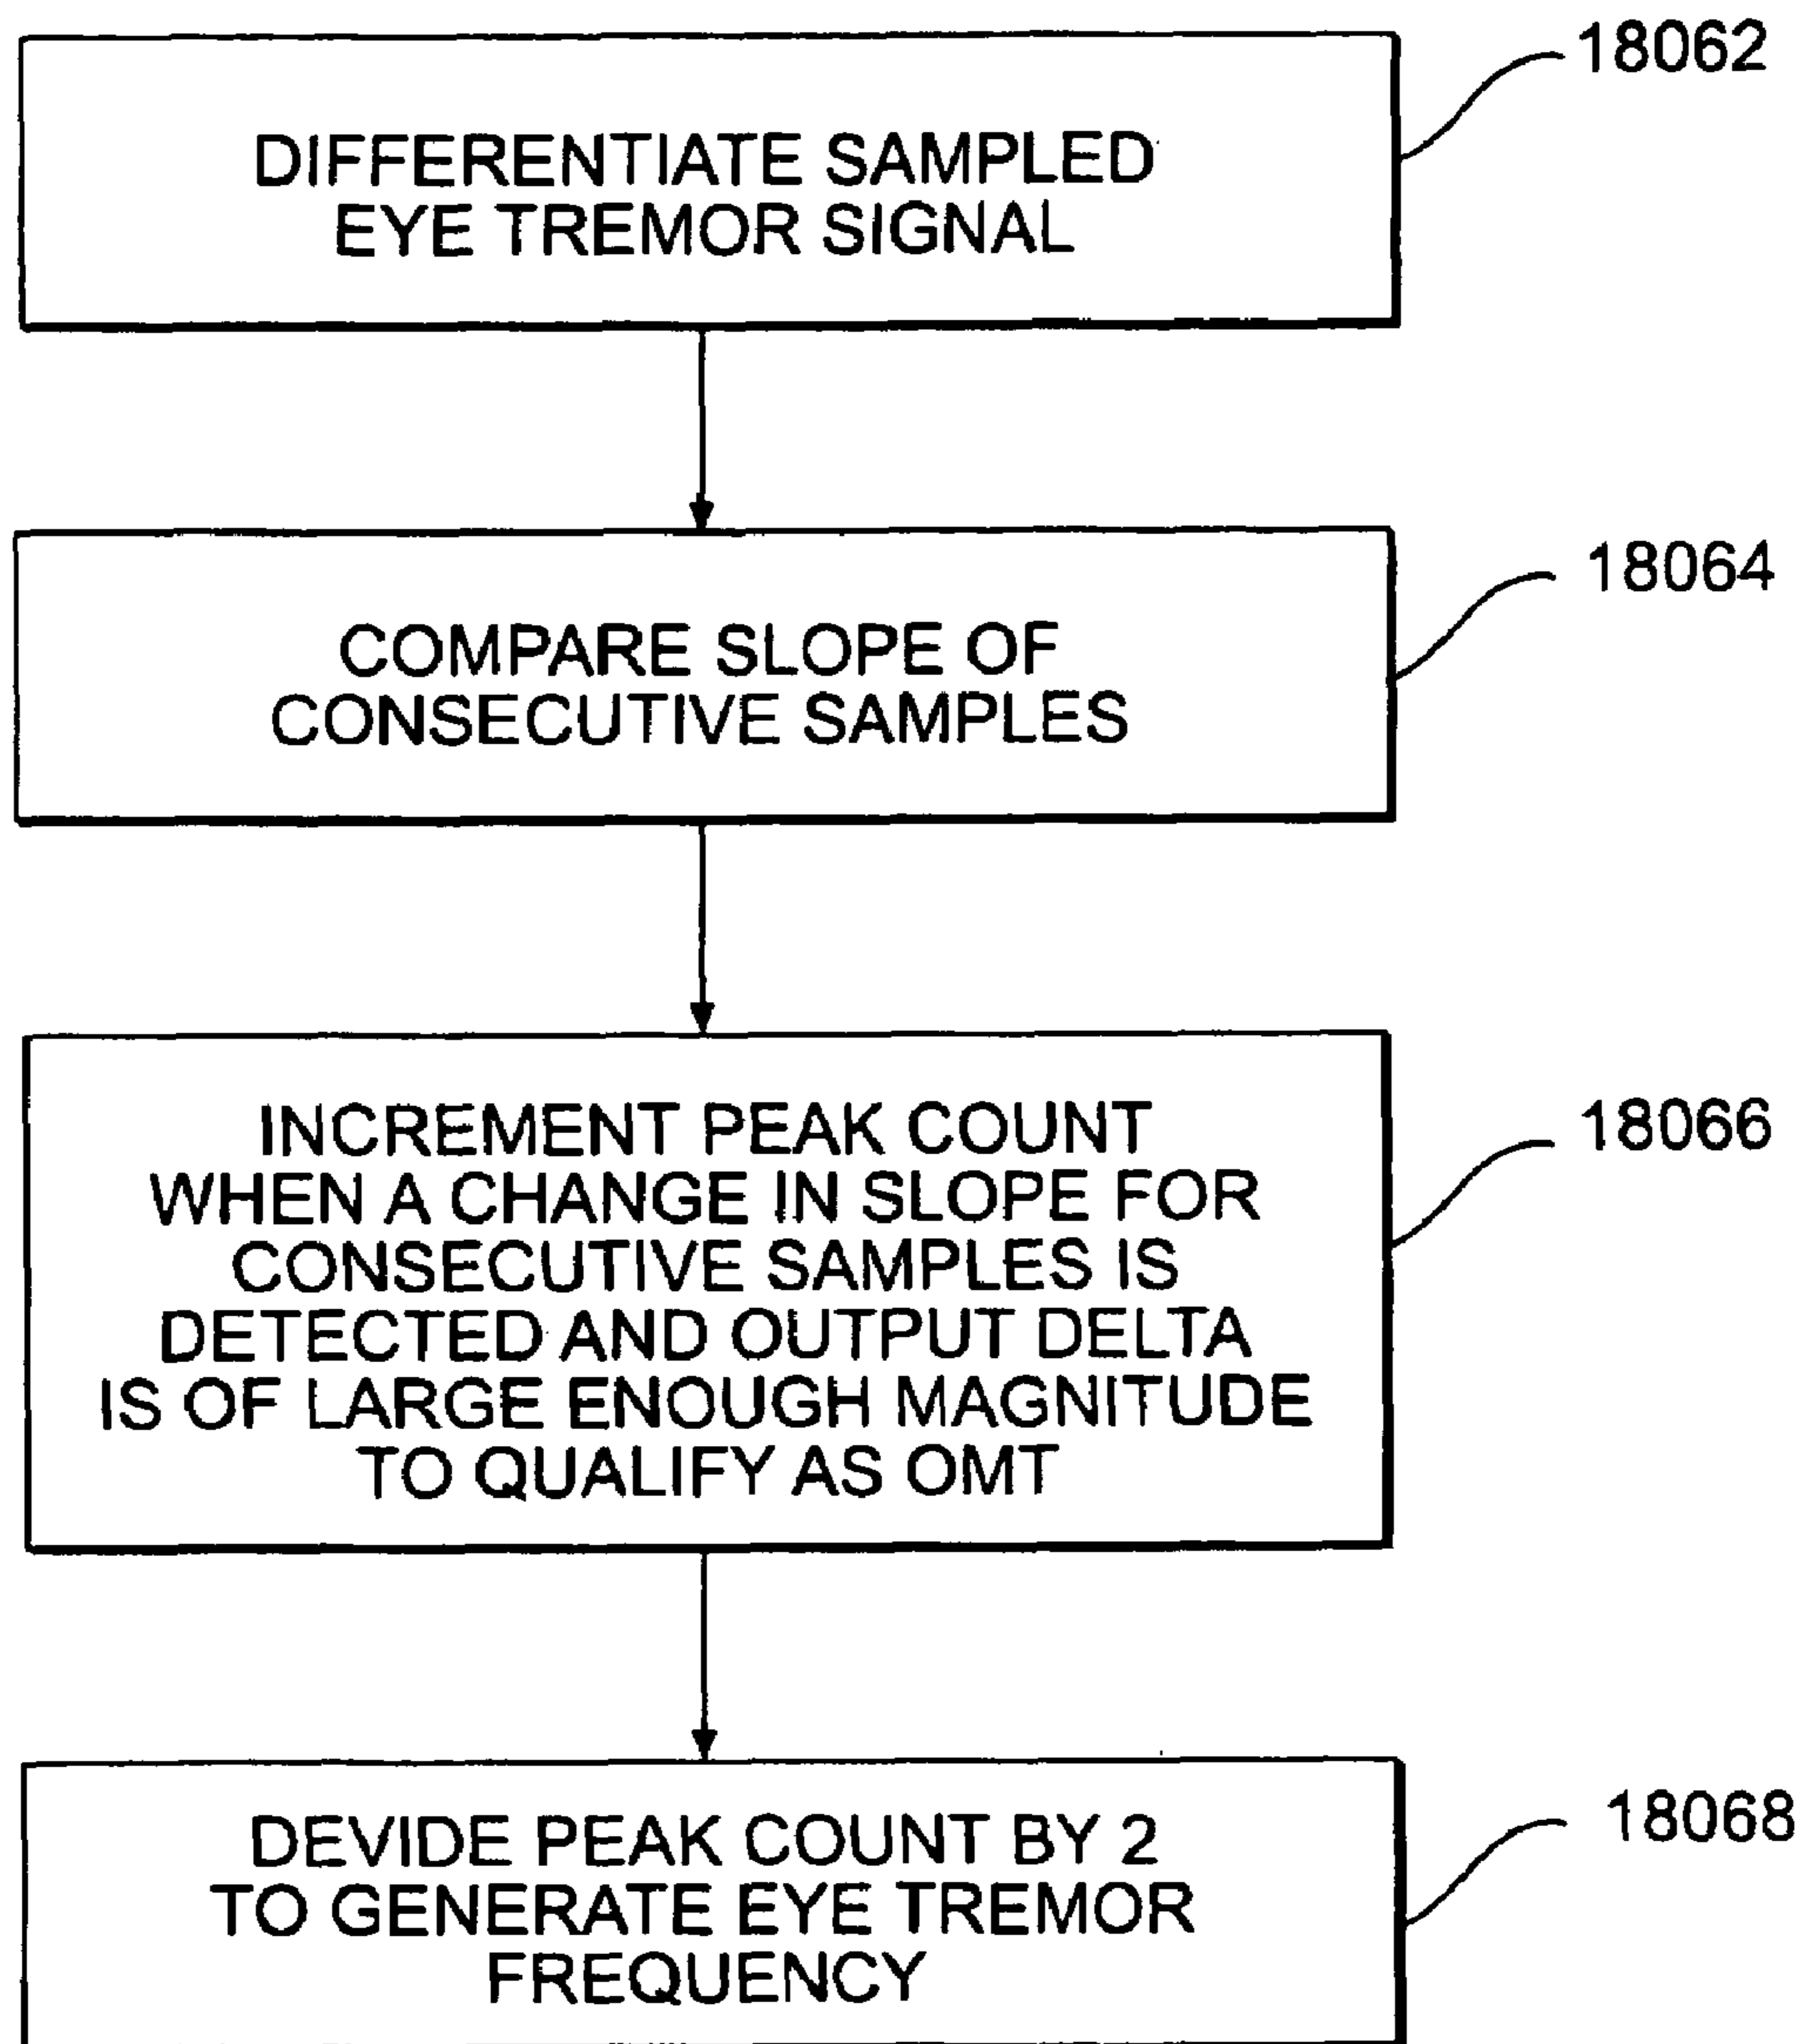 18062
DIFFERENTIATE SAMPLED
EYE TREMOR SIGNAL
18064
COMPARE SLOPE OF
CONSECUTIVE SAMPLES
18066
INCREMENT PEAK COUNT
WHEN A CHANGE IN SLOPE FOR
CONSECUTIVE SAMPLES IS
DETECTED AND OUTPUT DELTA
IS OF LARGE ENOUGH MAGNITUDE
TO QUALIFY AS OMT
18068
DEVIDE PEAK COUNT BY 2
TO GENERATE EYE TREMOR
FREQUENCY